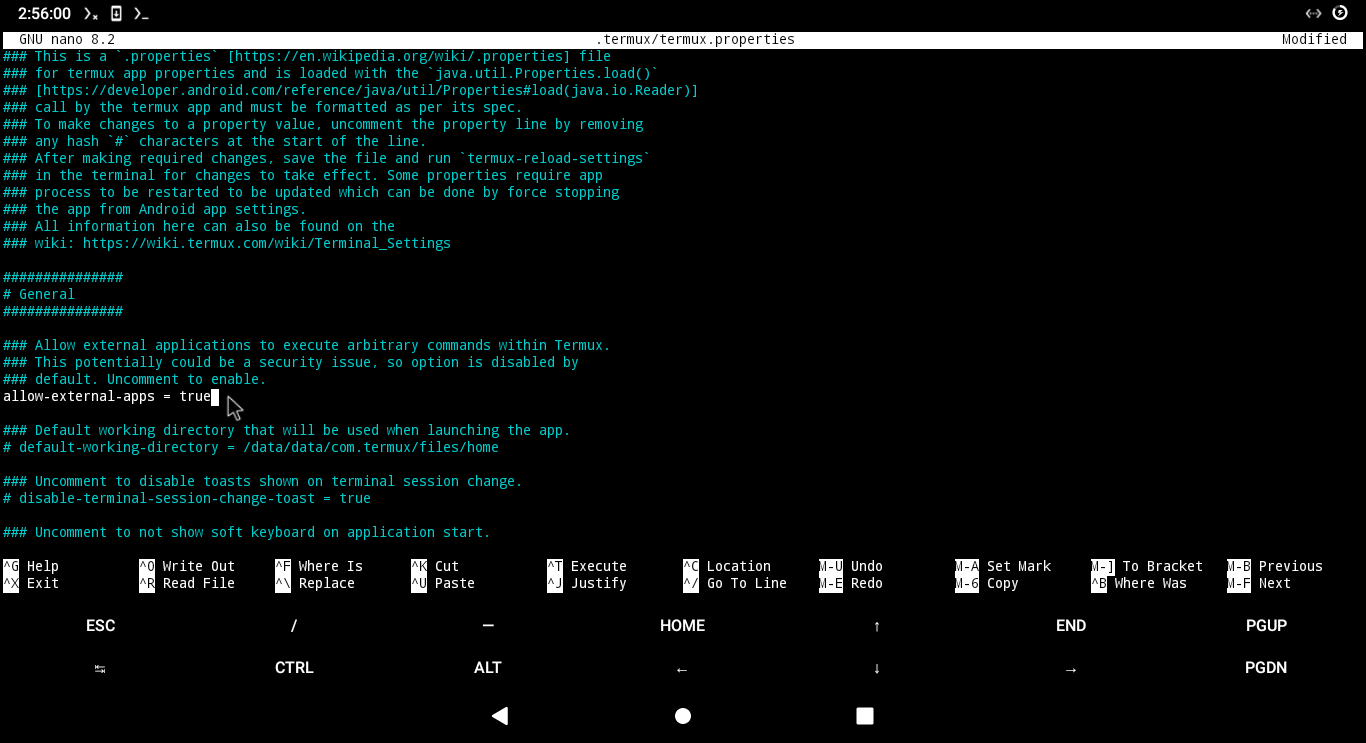 2:56:00
GNU nano 8.2 .termux/termux.properties Modified
### This is a `.properties` [https://en.wikipedia.org/wiki/.properties] file
### for termux app properties and is loaded with the `java.util.Properties.load()`
### [https://developer.android.com/reference/java/util/Properties#load(java.io.Reader)]
### call by the termux app and must be formatted as per its spec.
### To make changes to a property value, uncomment the property line by removing
### any hash `#` characters at the start of the line.
### After making required changes, save the file and run `termux-reload-settings`
### in the terminal for changes to take effect. Some properties require app
### process to be restarted to be updated which can be done by force stopping
### the app from Android app settings.
### All information here can also be found on the
### wiki: https://wiki.termux.com/wiki/Terminal_Settings
###############
# General
###############
### Allow external applications to execute arbitrary commands within Termux.
### This potentially could be a security issue, so option is disabled by
### default. Uncomment to enable.
allow-external-apps = true
### Default working directory that will be used when launching the app.
# default-working-directory = /data/data/com.termux/files/home
### Uncomment to disable toasts shown on terminal session change.
# disable-terminal-session-change-toast = true
### Uncomment to not show soft keyboard on application start.
^G Help ^O Write Out ^F Where Is ^K Cut ^T Execute ^C Location M-U Undo M-A Set Mark M-] To Bracket M-B Previous
^X Exit ^R Read File ^\ Replace ^U Paste ^J Justify ^/ Go To Line M-E Redo M-6 Copy ^B Where Was M-F Next
ESC / — HOME ↑ END PGUP
↹ CTRL ALT ← ↓ → PGDN